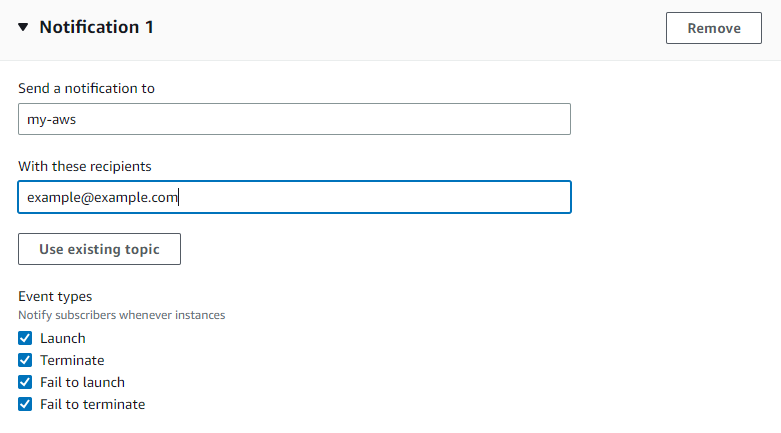 Notification 1
Remove
Send a notification to
my-aws
With these recipients
example@example.com
Use existing topic
Event types
Notify subscribers whenever instances
Launch
Terminate
Fail to launch
Fail to terminate